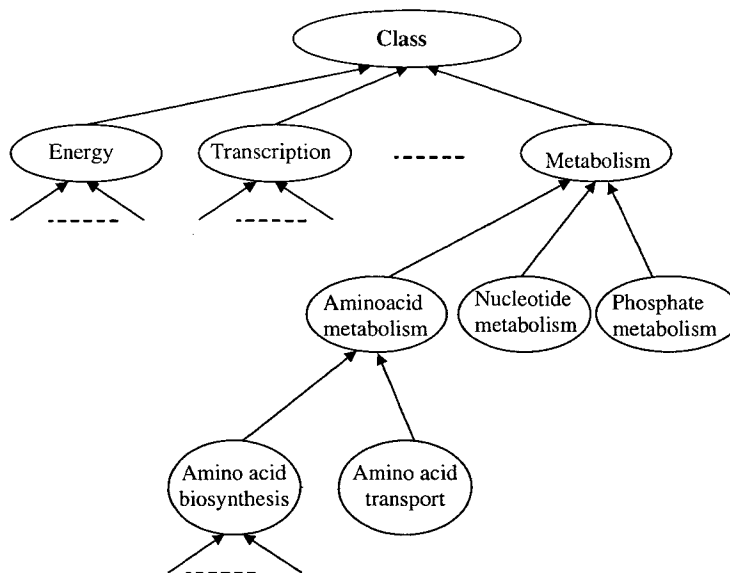 Class
Energy
Transcription
Metabolism
Aminoacid
metabolism
Nucleotide
metabolism
Phosphate
metabolism
Amino acid
biosynthesis
Amino acid
transport